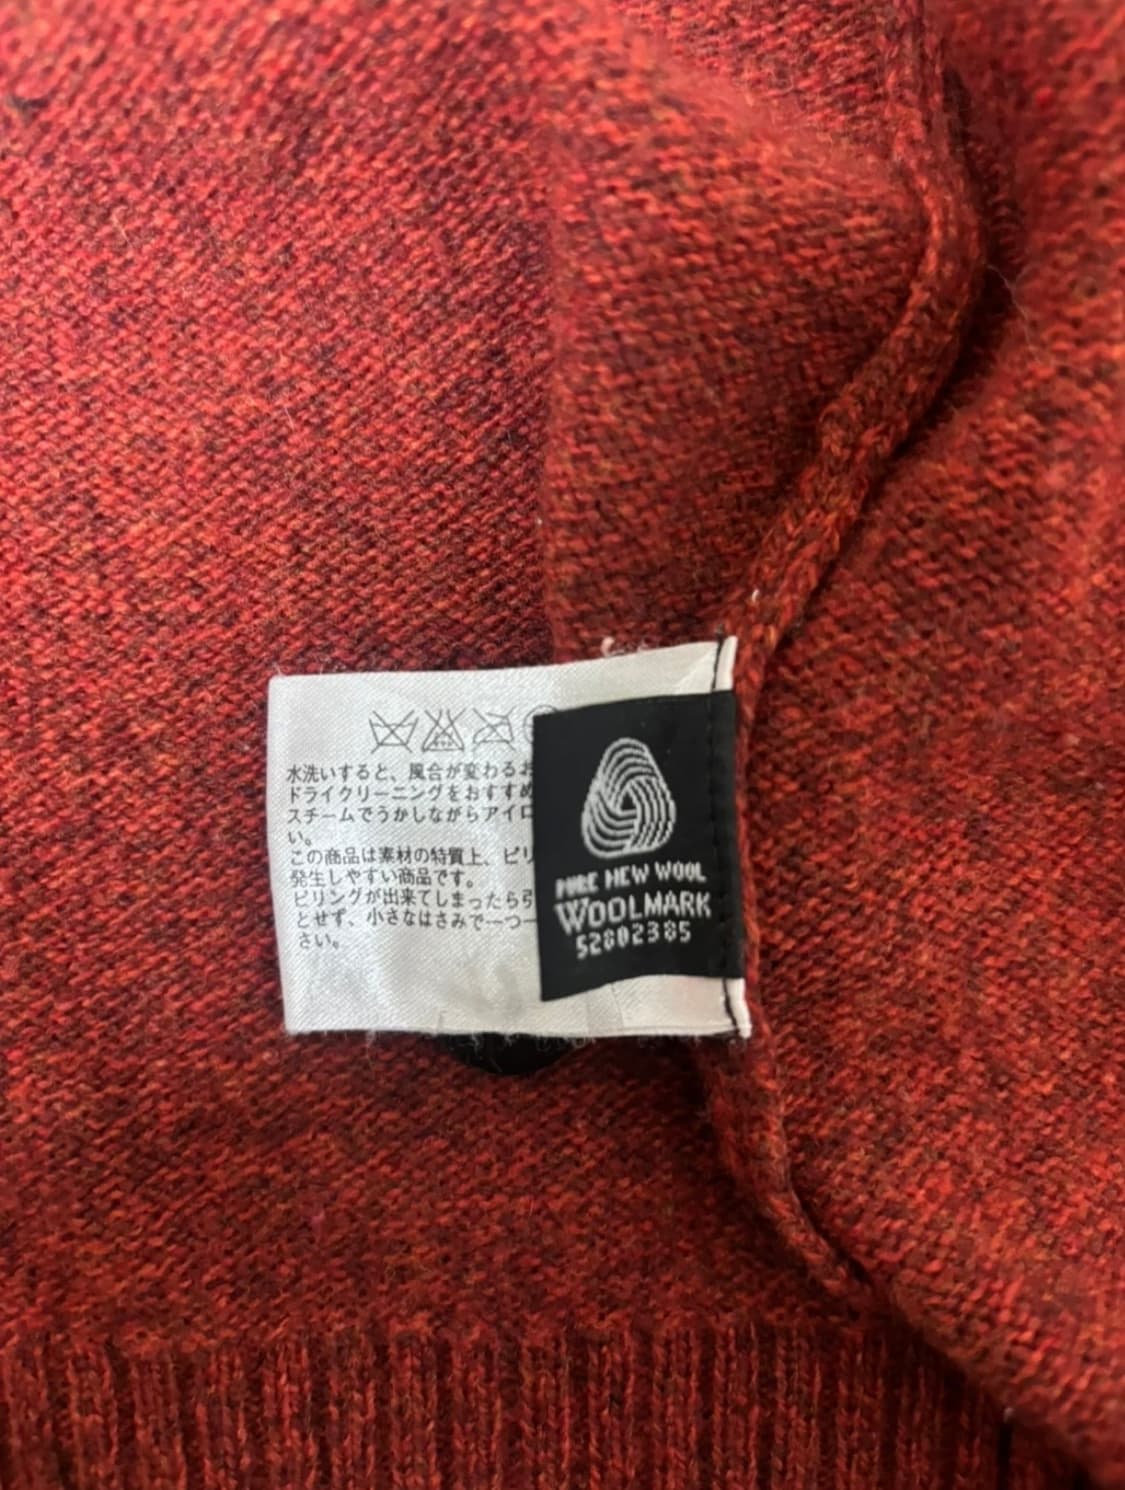 水洗いすると、風合が変わるお
ドライクリーニングをおすすめ
スチームでうかしながらアイロ
い。
この商品は素材の特質上、ピリ
発生しやすい商品です。
ピリングが出来てしまったら引
とせず、小さなはさみで一つ一
さい。
PURE NEW WOOL
WOOLMARK
52802385